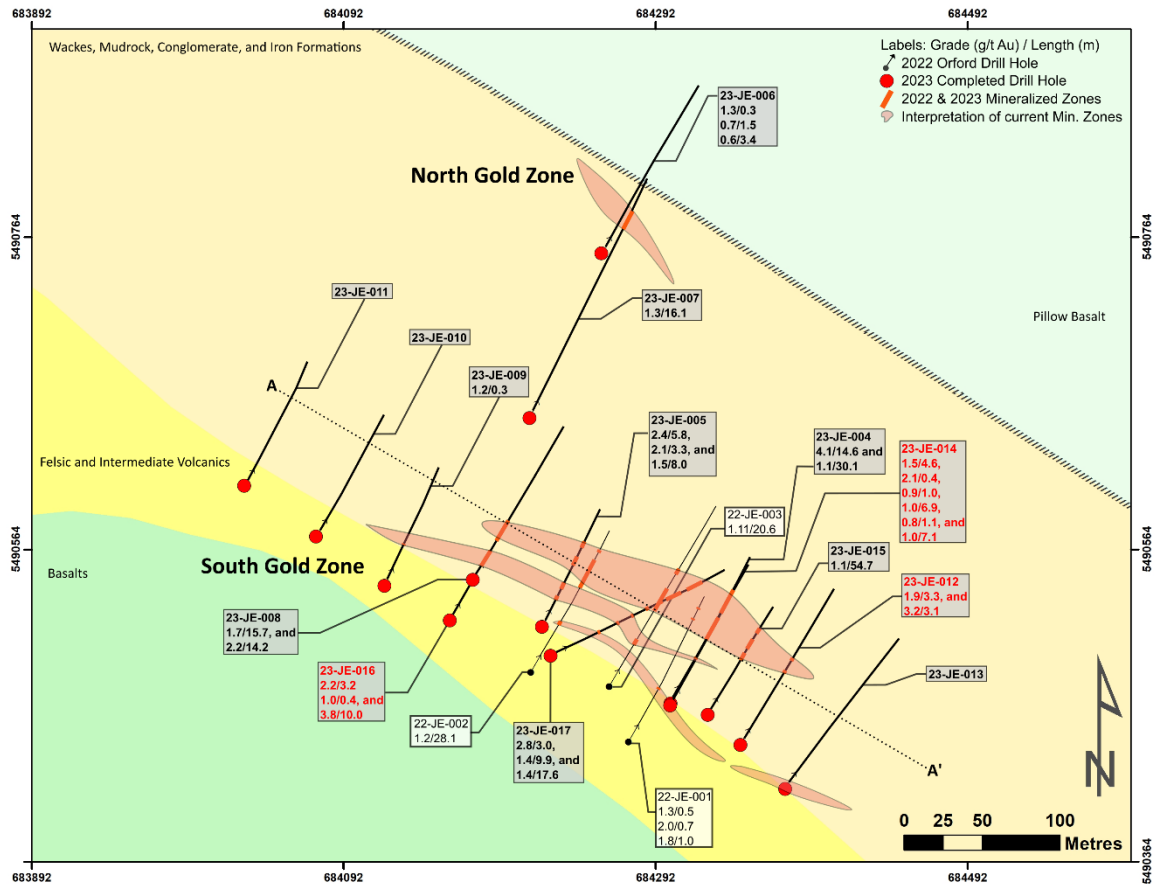 683892
684092
684292
684492
Wackes, Mudrock, Conglomerate, and Iron Formations
Labels: Grade (g/t Au) / Length (m)
2022 Orford Drill Hole
2023 Completed Drill Hole
2022 & 2023 Mineralized Zones
Interpretation of current Min. Zones
23-JE-006
1.3/0.3
0.7/1.5
0.6/3.4
North Gold Zone
5490764
5490764
23-JE-011
23-JE-007
1.3/16.1
Pillow Basalt
23-JE-010
23-JE-009
1.2/0.3
A
23-JE-005
2.4/5.8,
2.1/3.3, and
1.5/8.0
23-JE-004
4.1/14.6 and
1.1/30.1
23-JE-014
1.5/4.6,
2.1/0.4,
0.9/1.0,
1.0/6.9,
0.8/1.1, and
1.0/7.1
Felsic and Intermediate Volcanics
22-JE-003
1.11/20.6
5490564
5490564
23-JE-015
1.1/54.7
South Gold Zone
Basalts
23-JE-012
1.9/3.3, and
3.2/3.1
23-JE-008
1.7/15.7, and
2.2/14.2
23-JE-016
2.2/3.2
1.0/0.4, and
3.8/10.0
23-JE-013
22-JE-002
1.2/28.1
23-JE-017
2.8/3.0,
1.4/9.9, and
1.4/17.6
A'
22-JE-001
1.3/0.5
2.0/0.7
1.8/1.0
N
0 25 50 100
Metres
5490364
683892
684092
684292
684492